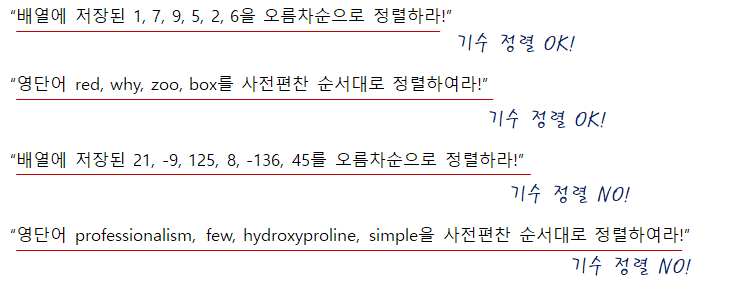 “배열에 저장된 1, 7, 9, 5, 2, 6을 오름차순으로 정렬하라!”
기수 정렬 OK!
“영단어 red, why, zoo, box를 사전편찬 순서대로 정렬하여라!”
기수 정렬 OK!
“배열에 저장된 21, -9, 125, 8, -136, 45를 오름차순으로 정렬하라!”
기수 정렬 NO!
“영단어 professionalism, few, hydroxyproline, simple을 사전편찬 순서대로 정렬하여라!”
기수 정렬 NO!